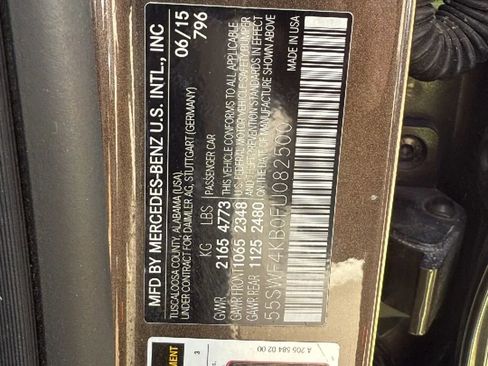 MFD BY MERCEDES-BENZ U.S. INTL., INC
TUSCALOOSA COUNTY, ALABAMA (USA),
UNDER CONTRACT FOR DAIMLER AG, STUTTGART (GERMANY)
06/15
796
KG LBS
PASSENGER CAR
GVWR 2165 4773
GAWR FRONT 1065 2348
GAWR REAR 1125 2480
THIS VEHICLE CONFORMS TO ALL APPLICABLE
U.S. FEDERAL MOTOR VEHICLE SAFETY, BUMPER
AND THEFT PREVENTION STANDARDS IN EFFECT
ON THE DATE OF MANUFACTURE SHOWN ABOVE
55SWF4KB0FU082500
A 205 584 02 00
3